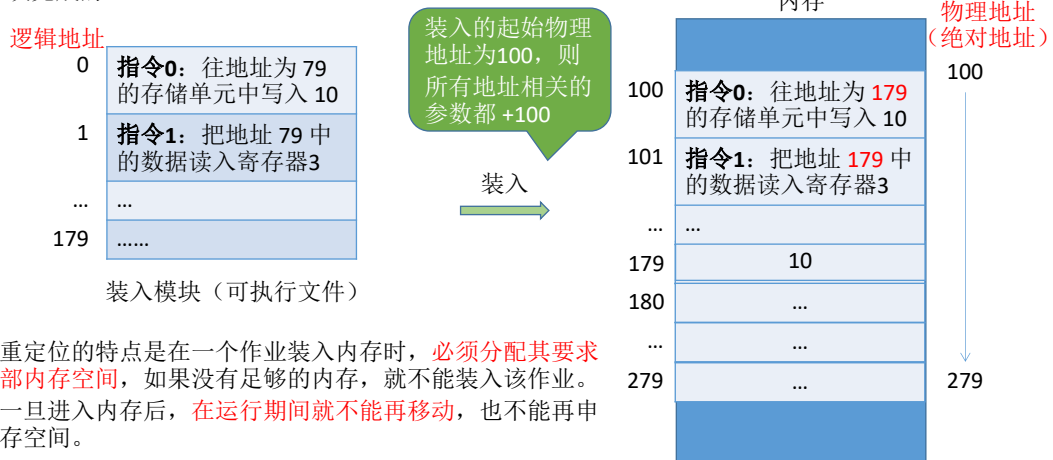 内存
物理地址
（绝对地址）
逻辑地址
0
指令0：往地址为 79
的存储单元中写入 10
1
指令1：把地址 79 中
的数据读入寄存器3
...
...
179
......
装入模块（可执行文件）
装入的起始物理
地址为100，则
所有地址相关的
参数都 +100
装入
100
指令0：往地址为 179
的存储单元中写入 10
101
指令1：把地址 179 中
的数据读入寄存器3
...
...
179
10
180
...
...
...
279
...
100
279
重定位的特点是在一个作业装入内存时，必须分配其要求
部内存空间，如果没有足够的内存，就不能装入该作业。
一旦进入内存后，在运行期间就不能再移动，也不能再申
存空间。